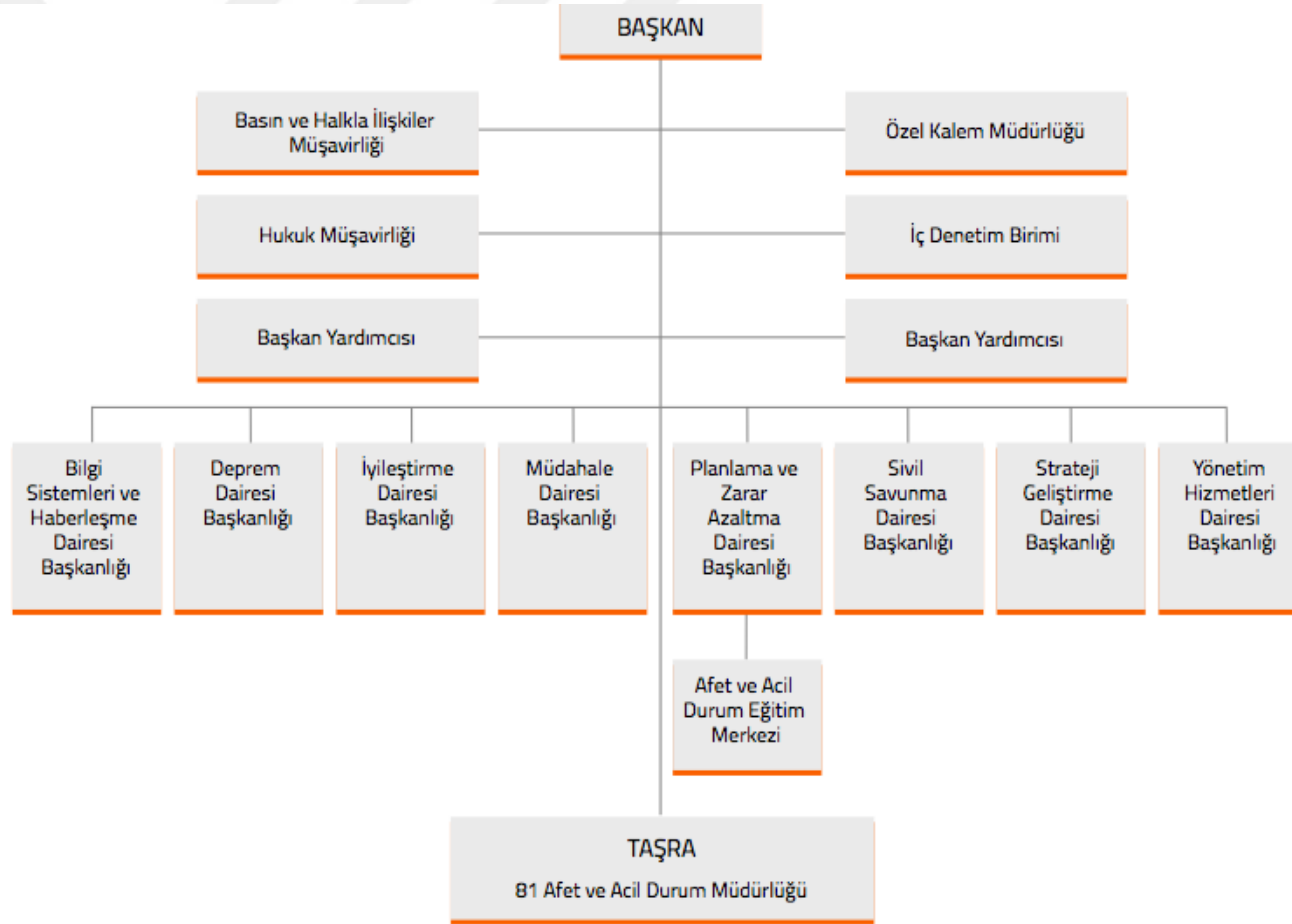 BAŞKAN
Basın ve Halkla İlişkiler
Müşavirliği
Özel Kalem Müdürlüğü
Hukuk Müşavirliği
İç Denetim Birimi
Başkan Yardımcısı
Başkan Yardımcısı
Bilgi
Sistemleri ve
Haberleşme
Dairesi
Başkanlığı
Deprem
Dairesi
Başkanlığı
İyileştirme
Dairesi
Başkanlığı
Müdahale
Dairesi
Başkanlığı
Planlama ve
Zarar
Azaltma
Dairesi
Başkanlığı
Sivil
Savunma
Dairesi
Başkanlığı
Strateji
Geliştirme
Dairesi
Başkanlığı
Yönetim
Hizmetleri
Dairesi
Başkanlığı
Afet ve Acil
Durum Eğitim
Merkezi
TAŞRA
81 Afet ve Acil Durum Müdürlüğü